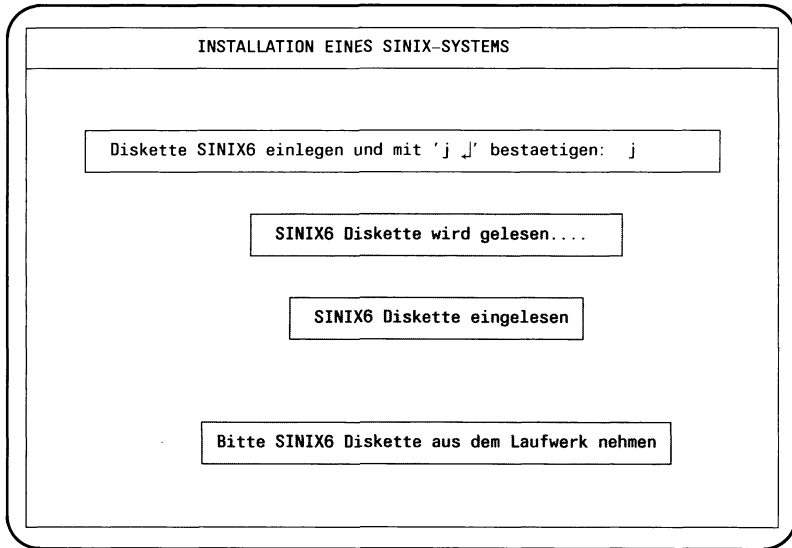 INSTALLATION EINES SINIX–SYSTEMS
Diskette SINIX6 einlegen und mit 'j ↵' bestaetigen: j
SINIX6 Diskette wird gelesen....
SINIX6 Diskette eingelesen
Bitte SINIX6 Diskette aus dem Laufwerk nehmen